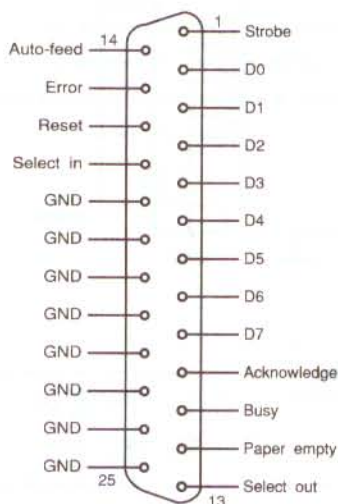 14
Auto-feed
Error
Reset
Select in
GND
GND
GND
GND
GND
GND
GND
GND
25
1
Strobe
D0
D1
D2
D3
D4
D5
D6
D7
Acknowledge
Busy
Paper empty
Select out
13